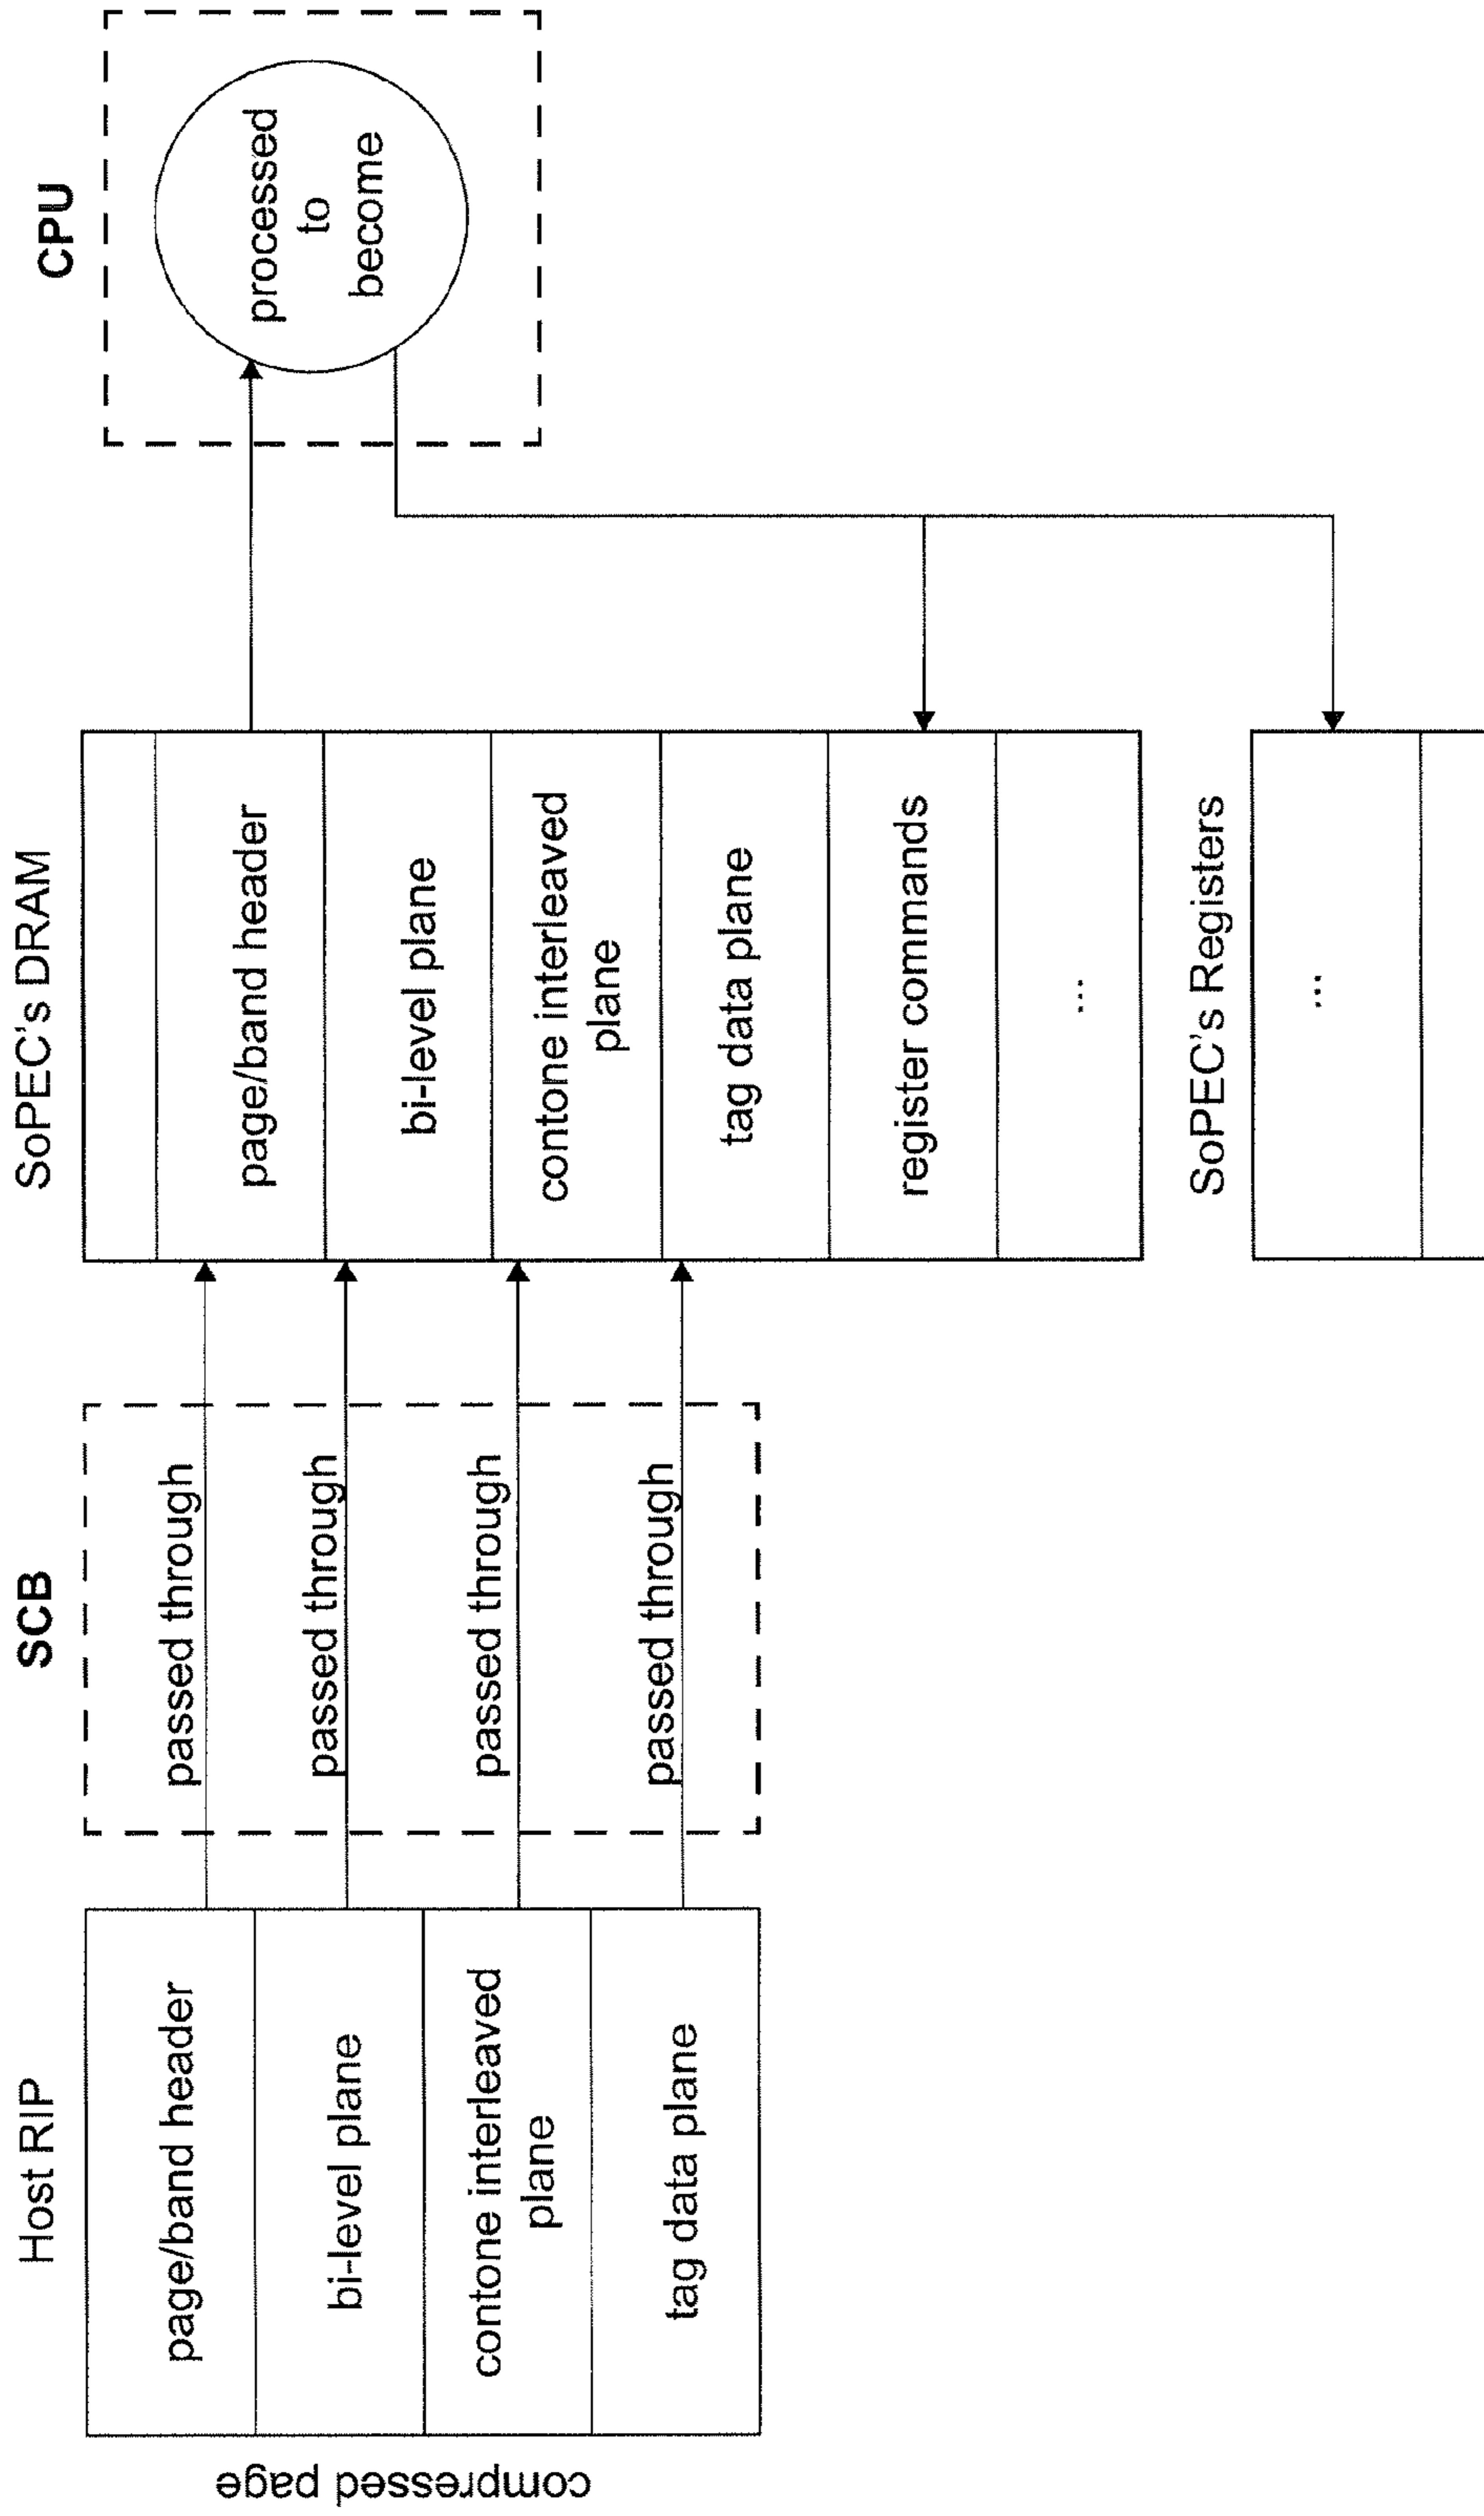 compressed page
Host RIP
page/band header
bi-level plane
contone interleaved
plane
tag data plane
SCB
passed through
passed through
passed through
passed through
SoPEC's DRAM
page/band header
bi-level plane
contone interleaved
plane
tag data plane
register commands
...
SoPEC's Registers
...
CPU
processed
to
become